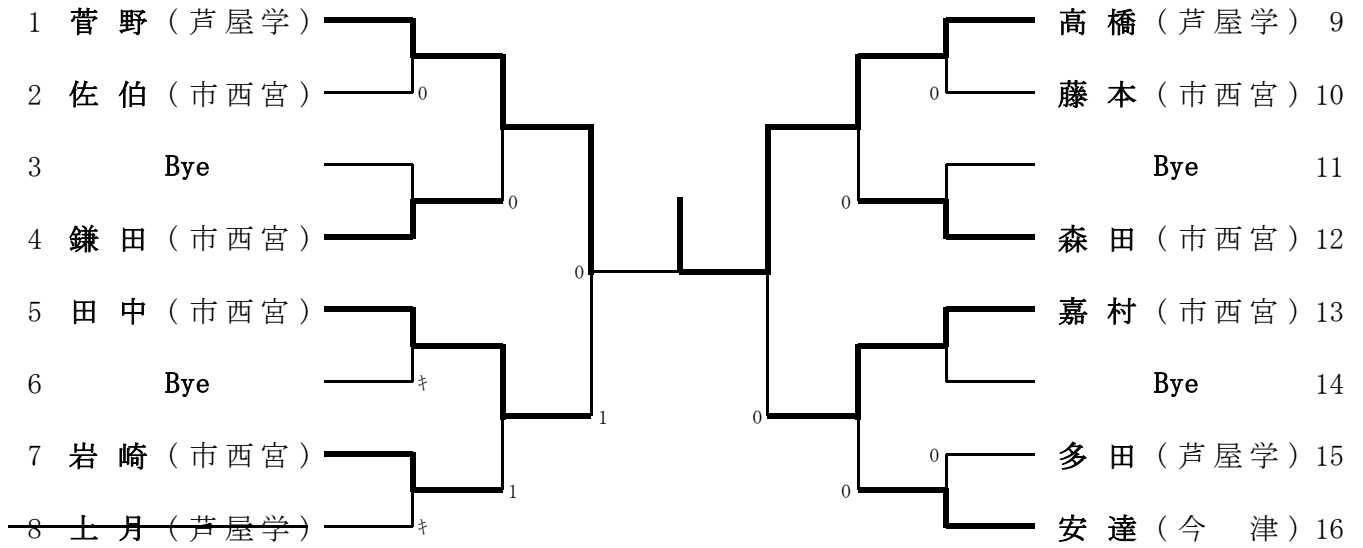 1 菅野(芦屋学) 高橋(芦屋学) 9
2 佐伯(市西宮) 0 0 藤本(市西宮) 10
3 Bye Bye 11
0 0
4 鎌田(市西宮) 森田(市西宮) 12
0
5 田中(市西宮) 嘉村(市西宮) 13
6 Bye キ Bye 14
1 0
7 岩崎(市西宮) 0 多田(芦屋学) 15
1 0
8 上月(芦屋学) キ 安達(今 津) 16